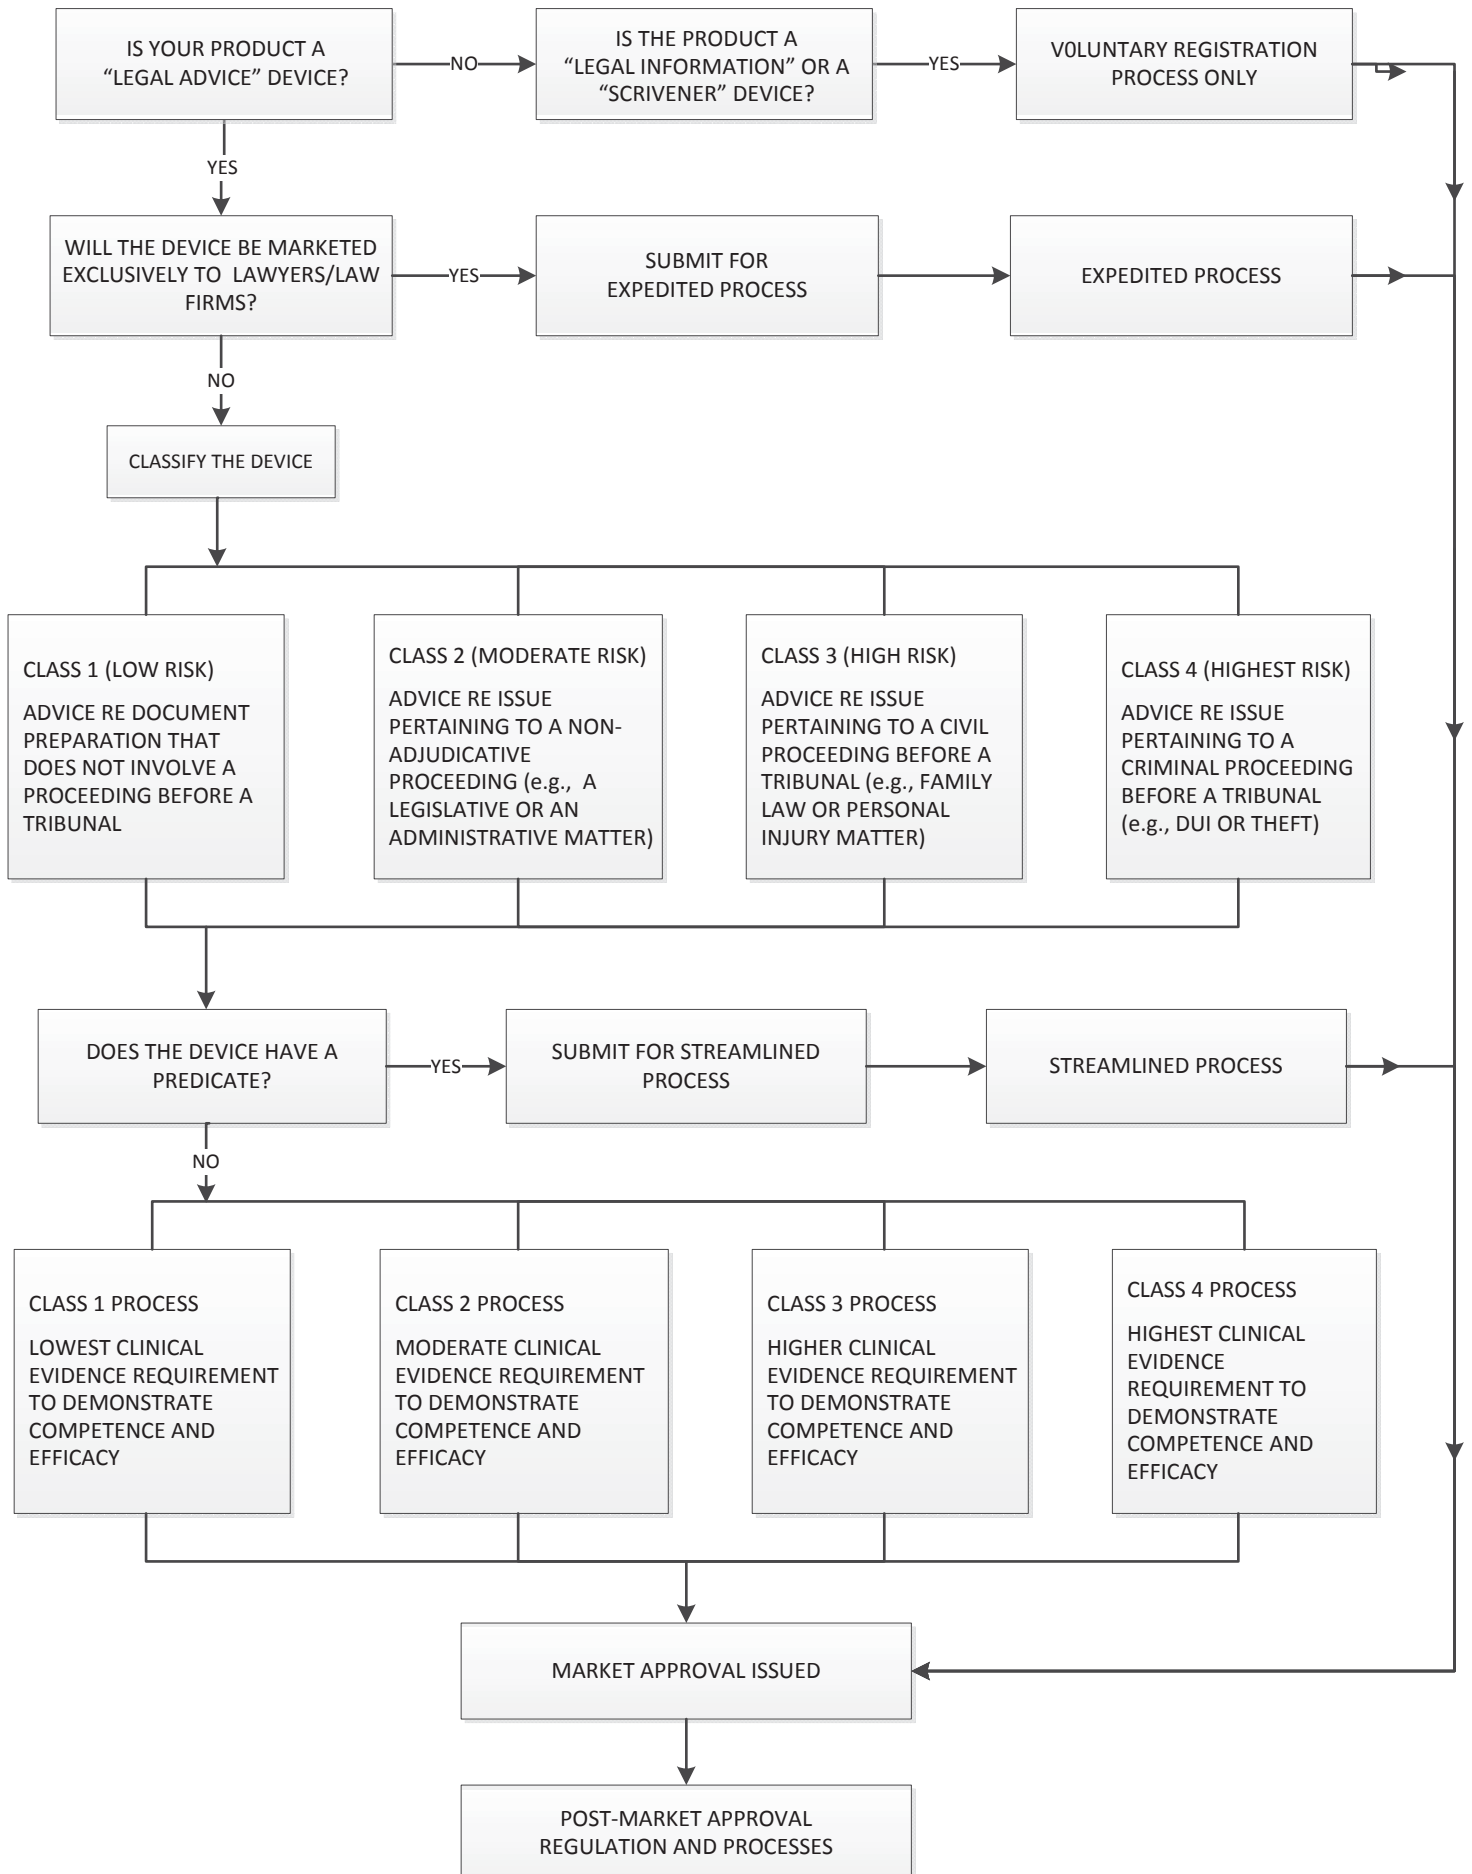 IS YOUR PRODUCT A
“LEGAL ADVICE” DEVICE?
NO
IS THE PRODUCT A
“LEGAL INFORMATION” OR A
“SCRIVENER” DEVICE?
YES
V0LUNTARY REGISTRATION
PROCESS ONLY
YES
WILL THE DEVICE BE MARKETED
EXCLUSIVELY TO LAWYERS/LAW
FIRMS?
YES
SUBMIT FOR
EXPEDITED PROCESS
EXPEDITED PROCESS
NO
CLASSIFY THE DEVICE
CLASS 1 (LOW RISK)
ADVICE RE DOCUMENT
PREPARATION THAT
DOES NOT INVOLVE A
PROCEEDING BEFORE A
TRIBUNAL
CLASS 2 (MODERATE RISK)
ADVICE RE ISSUE
PERTAINING TO A NON-
ADJUDICATIVE
PROCEEDING (e.g., A
LEGISLATIVE OR AN
ADMINISTRATIVE MATTER)
CLASS 3 (HIGH RISK)
ADVICE RE ISSUE
PERTAINING TO A CIVIL
PROCEEDING BEFORE A
TRIBUNAL (e.g., FAMILY
LAW OR PERSONAL
INJURY MATTER)
CLASS 4 (HIGHEST RISK)
ADVICE RE ISSUE
PERTAINING TO A
CRIMINAL PROCEEDING
BEFORE A TRIBUNAL
(e.g., DUI OR THEFT)
DOES THE DEVICE HAVE A
PREDICATE?
YES
SUBMIT FOR STREAMLINED
PROCESS
STREAMLINED PROCESS
NO
CLASS 1 PROCESS
LOWEST CLINICAL
EVIDENCE REQUIREMENT
TO DEMONSTRATE
COMPETENCE AND
EFFICACY
CLASS 2 PROCESS
MODERATE CLINICAL
EVIDENCE REQUIREMENT
TO DEMONSTRATE
COMPETENCE AND
EFFICACY
CLASS 3 PROCESS
HIGHER CLINICAL
EVIDENCE REQUIREMENT
TO DEMONSTRATE
COMPETENCE AND
EFFICACY
CLASS 4 PROCESS
HIGHEST CLINICAL
EVIDENCE
REQUIREMENT TO
DEMONSTRATE
COMPETENCE AND
EFFICACY
MARKET APPROVAL ISSUED
POST-MARKET APPROVAL
REGULATION AND PROCESSES